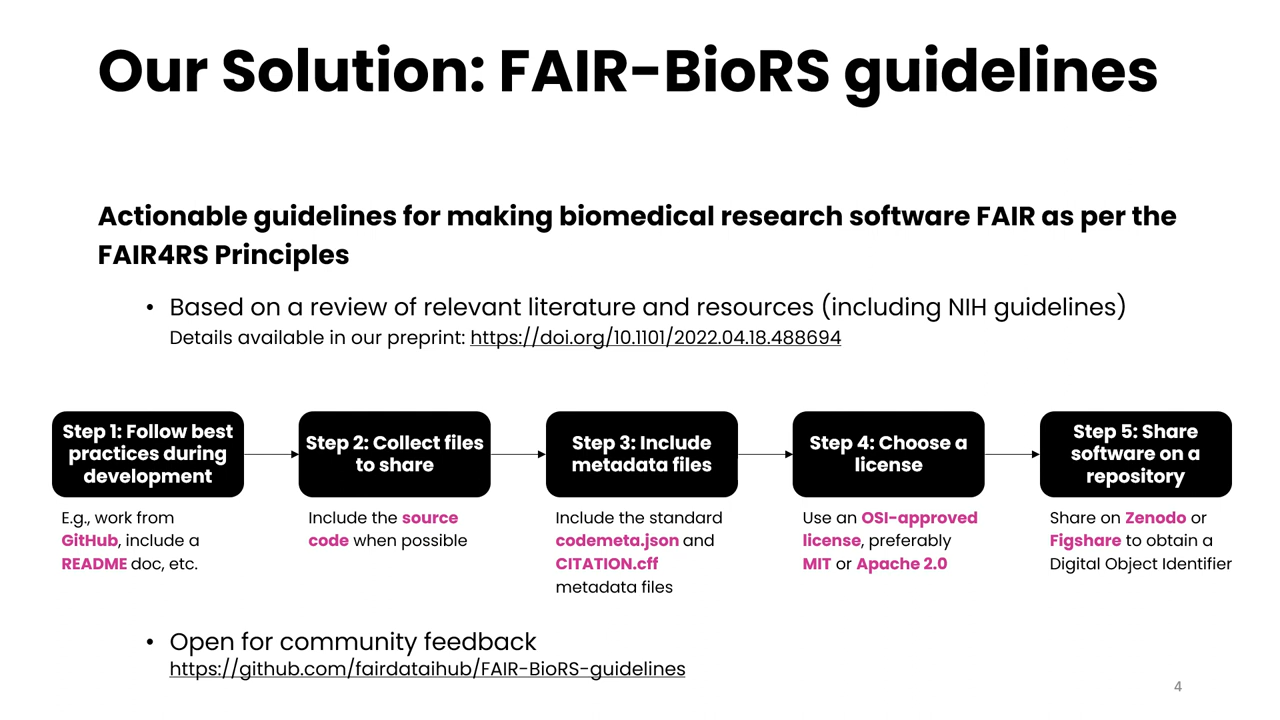 Our Solution: FAIR-BioRS guidelines
Actionable guidelines for making biomedical research software FAIR as per the
FAIR4RS Principles
• Based on a review of relevant literature and resources (including NIH guidelines)
Details available in our preprint: https://doi.org/10.1101/2022.04.18.488694
Step 1: Follow best
practices during
development
E.g., work from
GitHub, include a
README doc, etc.
Step 2: Collect files
to share
Include the source
code when possible
Step 3: Include
metadata files
Include the standard
codemeta.json and
CITATION.cff
metadata files
Step 4: Choose a
license
Use an OSI-approved
license, preferably
MIT or Apache 2.0
Step 5: Share
software on a
repository
Share on Zenodo or
Figshare to obtain a
Digital Object Identifier
• Open for community feedback
https://github.com/fairdataihub/FAIR-BioRS-guidelines
4